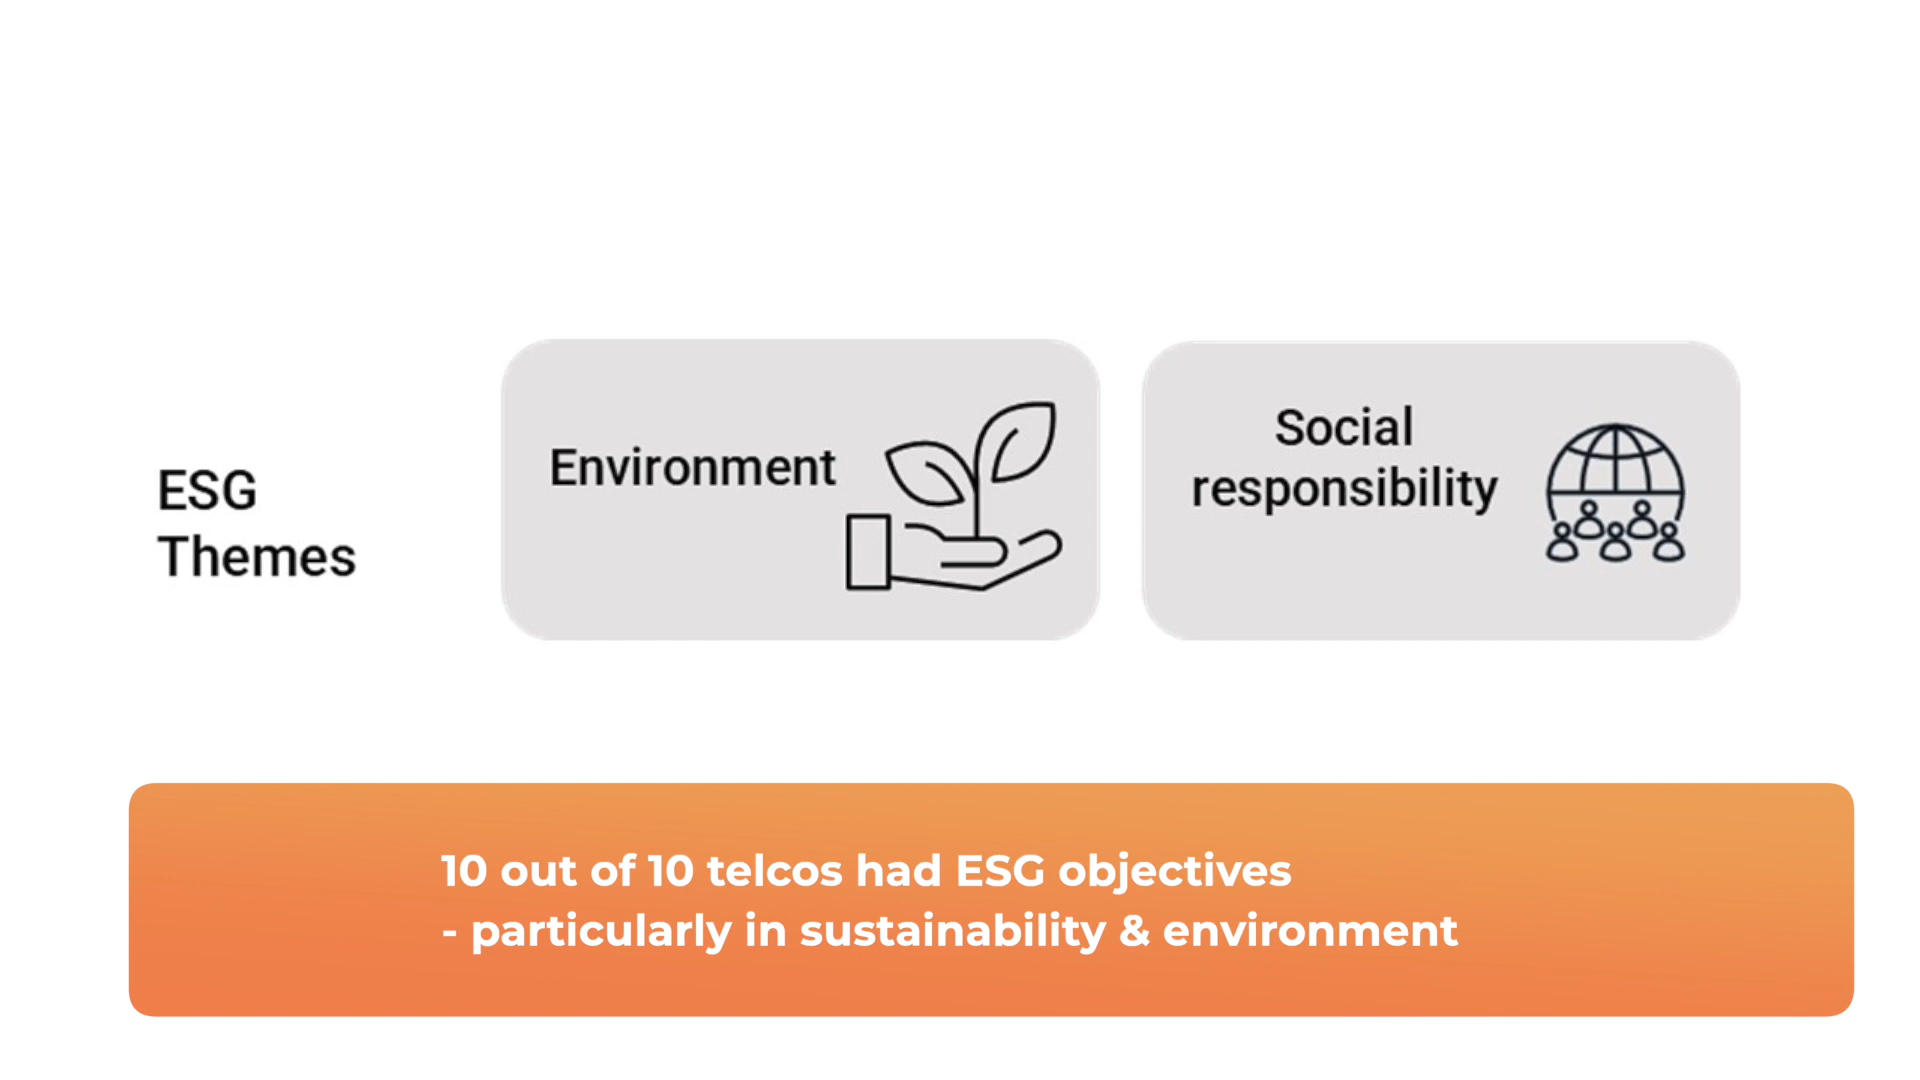 ESG
Themes
Environment
Social
responsibility
10 out of 10 telcos had ESG objectives
- particularly in sustainability & environment